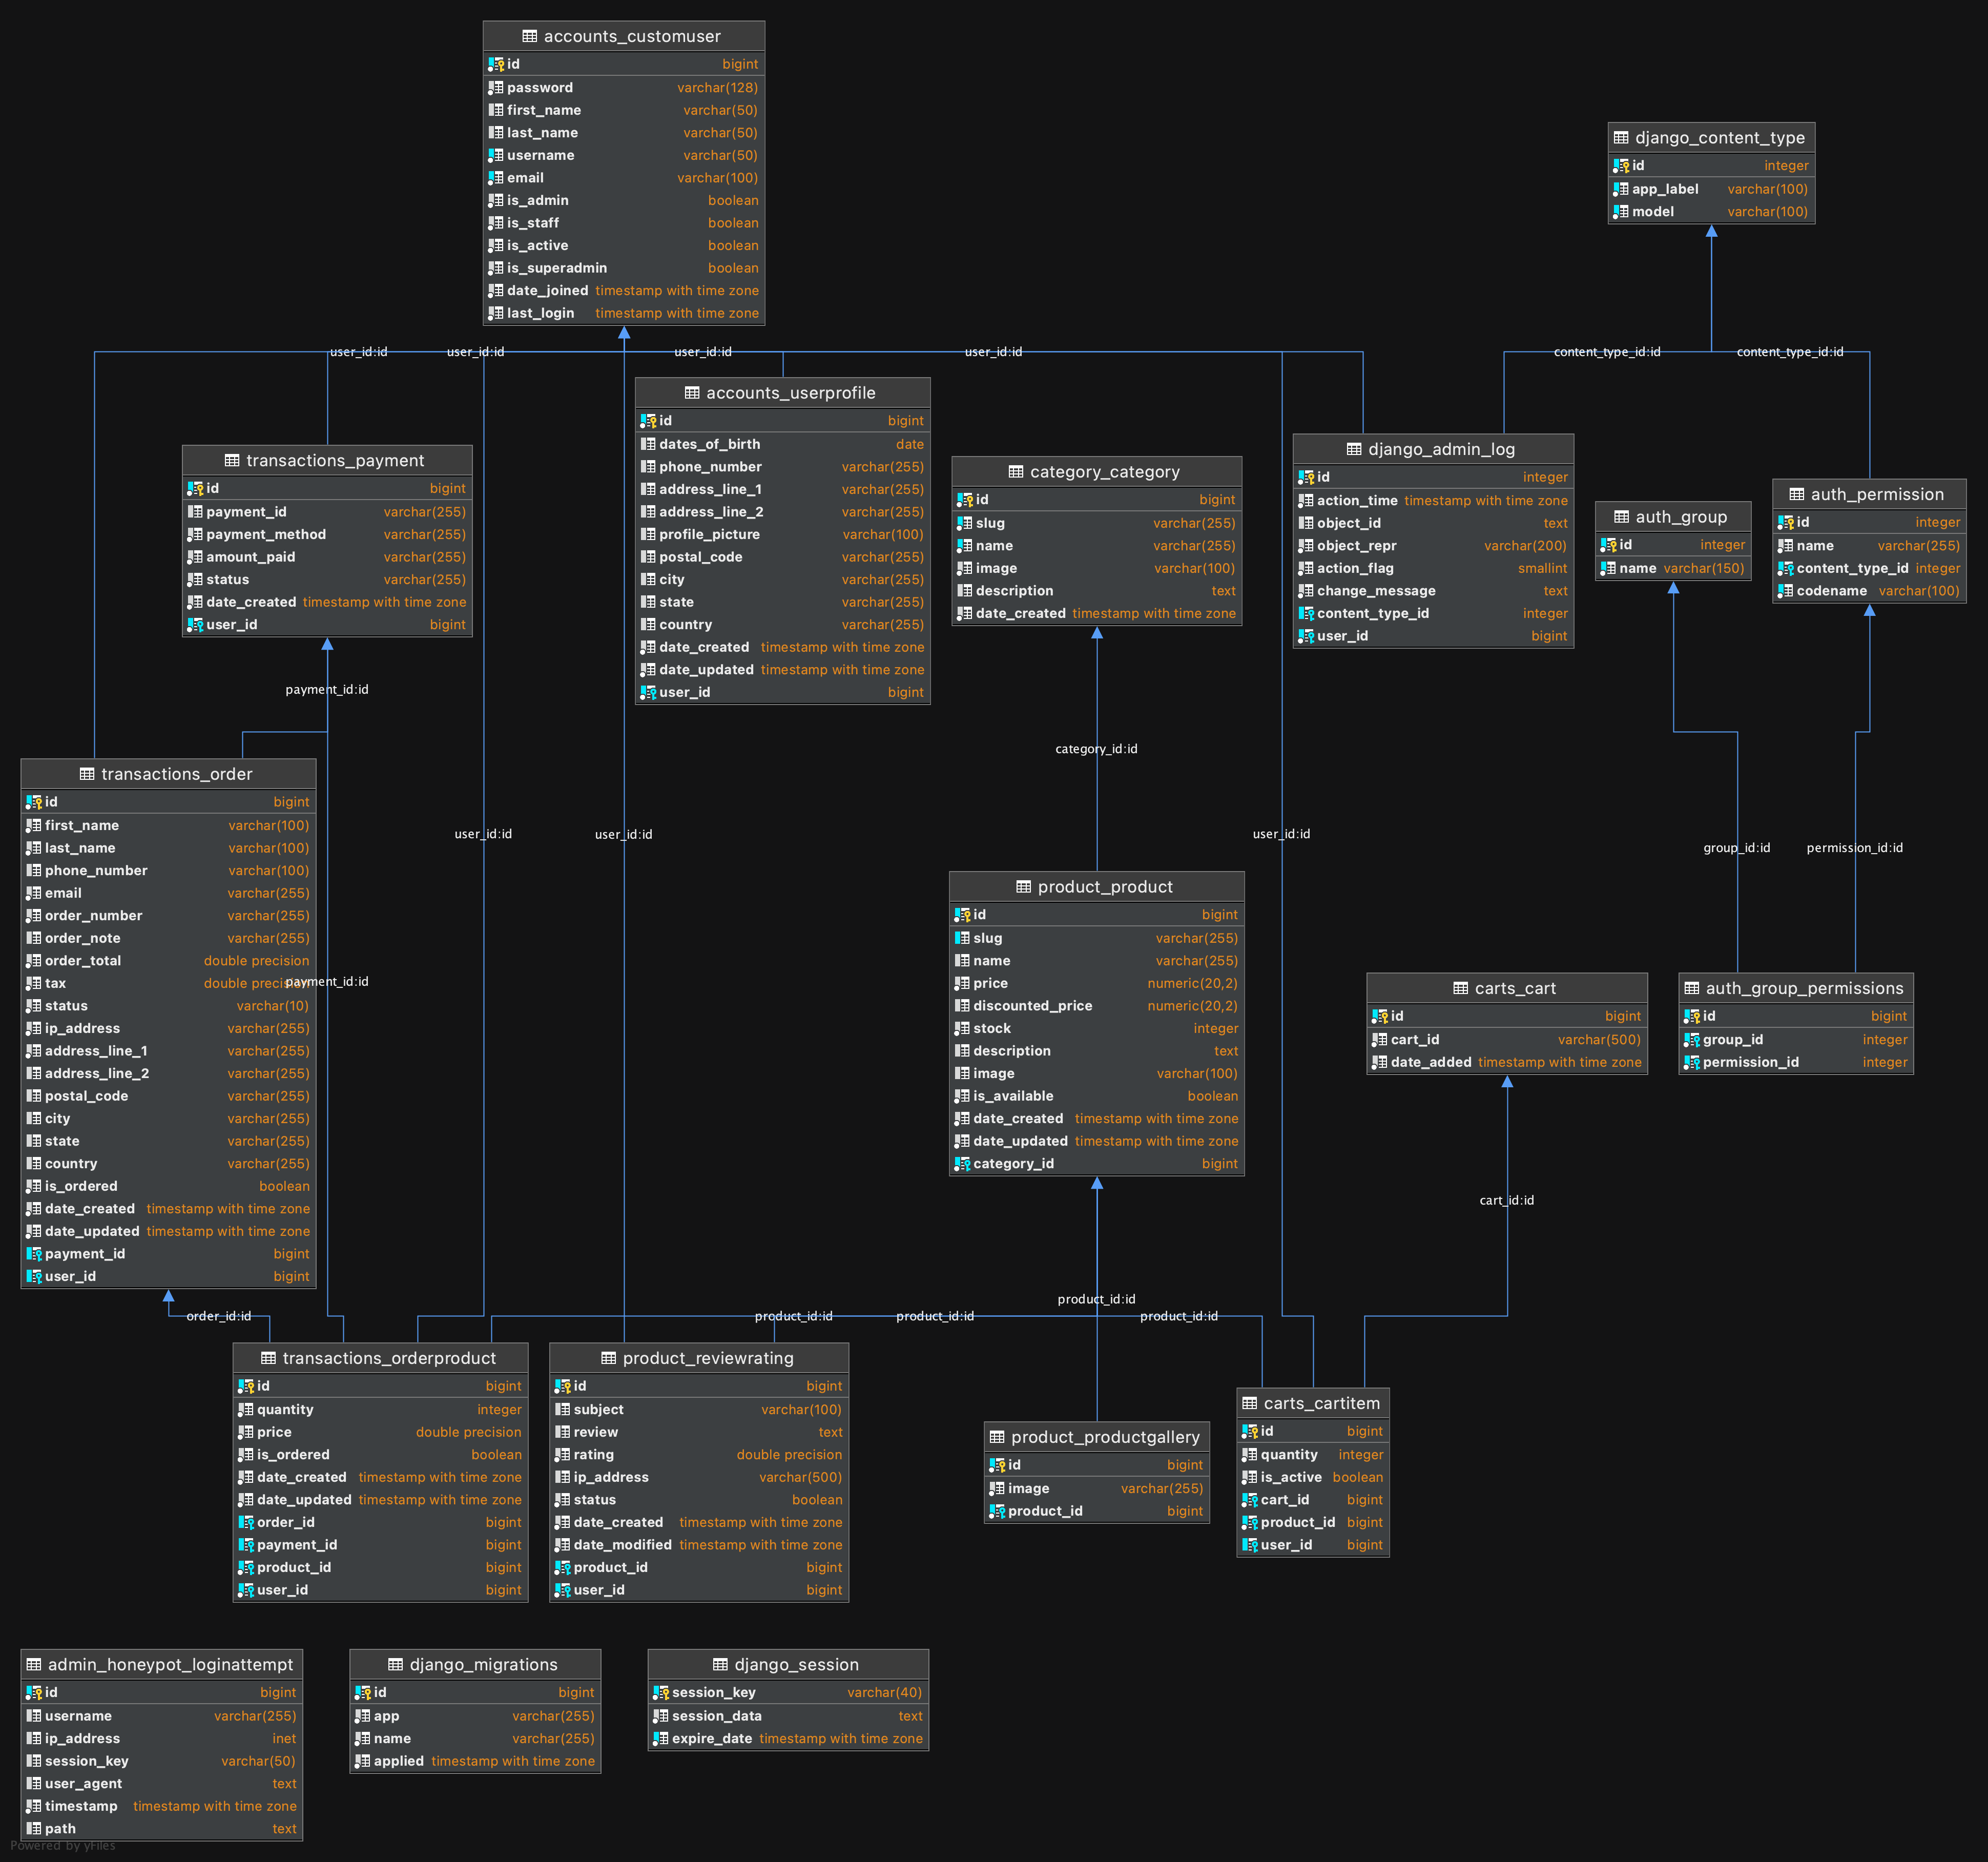 accounts_customuser
id bigint
password varchar(128)
first_name varchar(50)
last_name varchar(50)
username varchar(50)
email varchar(100)
is_admin boolean
is_staff boolean
is_active boolean
is_superadmin boolean
date_joined timestamp with time zone
last_login timestamp with time zone
django_content_type
id integer
app_label varchar(100)
model varchar(100)
user_id:id
user_id:id
user_id:id
user_id:id
content_type_id:id
content_type_id:id
accounts_userprofile
id bigint
dates_of_birth date
phone_number varchar(255)
address_line_1 varchar(255)
address_line_2 varchar(255)
profile_picture varchar(100)
postal_code varchar(255)
city varchar(255)
state varchar(255)
country varchar(255)
date_created timestamp with time zone
date_updated timestamp with time zone
user_id bigint
transactions_payment
id bigint
payment_id varchar(255)
payment_method varchar(255)
amount_paid varchar(255)
status varchar(255)
date_created timestamp with time zone
user_id bigint
category_category
id bigint
slug varchar(255)
name varchar(255)
image varchar(100)
description text
date_created timestamp with time zone
django_admin_log
id integer
action_time timestamp with time zone
object_id text
object_repr varchar(200)
action_flag smallint
change_message text
content_type_id integer
user_id bigint
auth_group
id integer
name varchar(150)
auth_permission
id integer
name varchar(255)
content_type_id integer
codename varchar(100)
payment_id:id
category_id:id
transactions_order
id bigint
first_name varchar(100)
last_name varchar(100)
phone_number varchar(100)
email varchar(255)
order_number varchar(255)
order_note varchar(255)
order_total double precision
tax double precision
status varchar(10)
ip_address varchar(255)
address_line_1 varchar(255)
address_line_2 varchar(255)
postal_code varchar(255)
city varchar(255)
state varchar(255)
country varchar(255)
is_ordered boolean
date_created timestamp with time zone
date_updated timestamp with time zone
payment_id bigint
user_id bigint
payment_id:id
user_id:id
user_id:id
user_id:id
group_id:id
permission_id:id
product_product
id bigint
slug varchar(255)
name varchar(255)
price numeric(20,2)
discounted_price numeric(20,2)
stock integer
description text
image varchar(100)
is_available boolean
date_created timestamp with time zone
date_updated timestamp with time zone
category_id bigint
carts_cart
id bigint
cart_id varchar(500)
date_added timestamp with time zone
auth_group_permissions
id bigint
group_id integer
permission_id integer
cart_id:id
order_id:id
product_id:id
product_id:id
product_id:id
product_id:id
transactions_orderproduct
id bigint
quantity integer
price double precision
is_ordered boolean
date_created timestamp with time zone
date_updated timestamp with time zone
order_id bigint
payment_id bigint
product_id bigint
user_id bigint
product_reviewrating
id bigint
subject varchar(100)
review text
rating double precision
ip_address varchar(500)
status boolean
date_created timestamp with time zone
date_modified timestamp with time zone
product_id bigint
user_id bigint
product_productgallery
id bigint
image varchar(255)
product_id bigint
carts_cartitem
id bigint
quantity integer
is_active boolean
cart_id bigint
product_id bigint
user_id bigint
admin_honeypot_loginattempt
id bigint
username varchar(255)
ip_address inet
session_key varchar(50)
user_agent text
timestamp timestamp with time zone
path text
django_migrations
id bigint
app varchar(255)
name varchar(255)
applied timestamp with time zone
django_session
session_key varchar(40)
session_data text
expire_date timestamp with time zone
Powered by yFiles